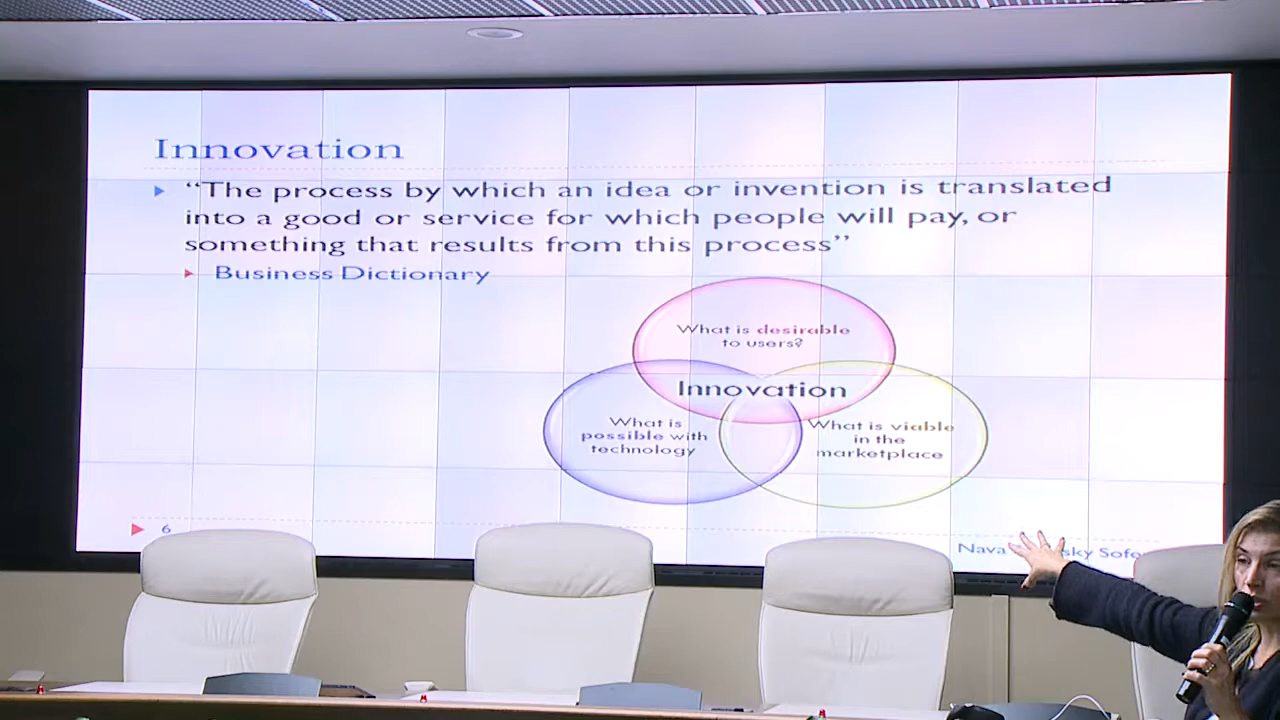 Innovation
“The process by which an idea or invention is translated
into a good or service for which people will pay, or
something that results from this process”
Business Dictionary
What is desirable
to users?
Innovation
What is
possible with
technology
What is viable
in the
marketplace
6
Nava